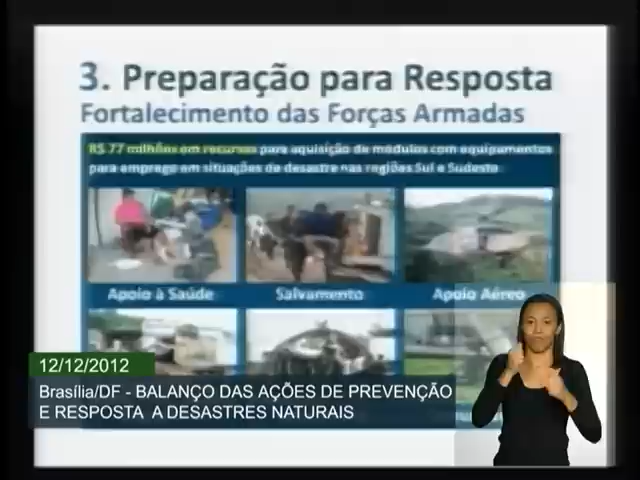 3. Preparação para Resposta
Fortalecimento das Forças Armadas
R$ 77 milhões em recursos para aquisição de módulos com equipamentos
para emprego em situações de desastre nas regiões Sul e Sudeste
Apoio à Saúde Salvamento Apoio Aéreo
12/12/2012
Brasília/DF - BALANÇO DAS AÇÕES DE PREVENÇÃO
E RESPOSTA A DESASTRES NATURAIS